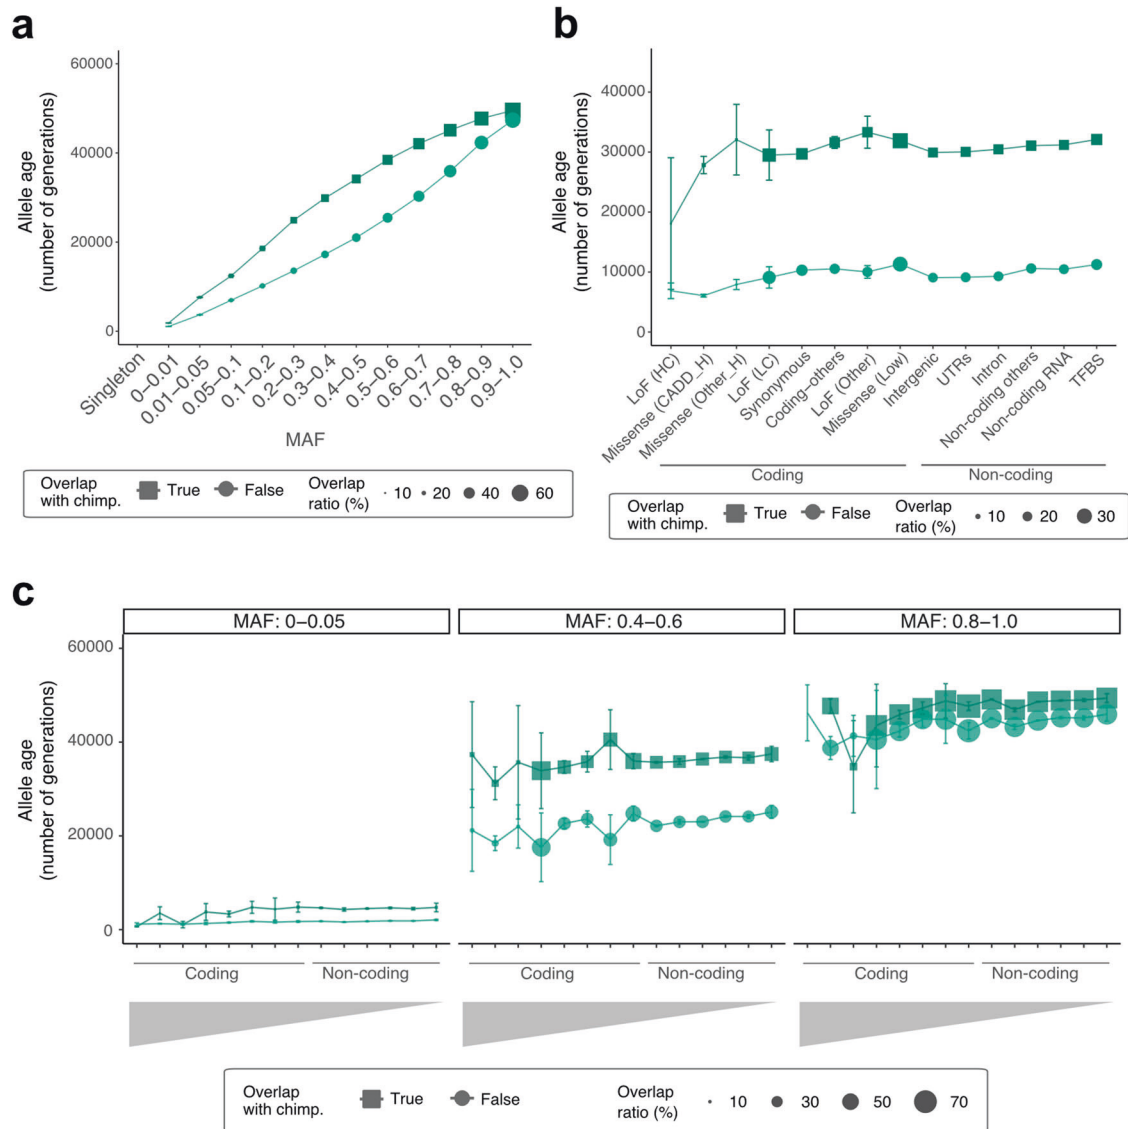 a
Allele age
(number of generations)
60000
40000
20000
0
Singleton
0–0.01
0.01–0.05
0.05–0.1
0.1–0.2
0.2–0.3
0.3–0.4
0.4–0.5
0.5–0.6
0.6–0.7
0.7–0.8
0.8–0.9
0.9–1.0
MAF
Overlap
with chimp.
True
False
Overlap
ratio (%)
10
20
40
60
b
Allele age
(number of generations)
40000
30000
20000
10000
0
LoF (HC)
Missense (CADD_H)
Missense (Other_H)
LoF (LC)
Synonymous
Coding–others
LoF (Other)
Missense (Low)
Intergenic
UTRs
Intron
Non–coding others
Non–coding RNA
TFBS
Coding
Non-coding
Overlap
with chimp.
True
False
Overlap
ratio (%)
10
20
30
c
MAF: 0–0.05
MAF: 0.4–0.6
MAF: 0.8–1.0
Allele age
(number of generations)
60000
40000
20000
0
Coding
Non-coding
Coding
Non-coding
Coding
Non-coding
Overlap
with chimp.
True
False
Overlap
ratio (%)
10
30
50
70